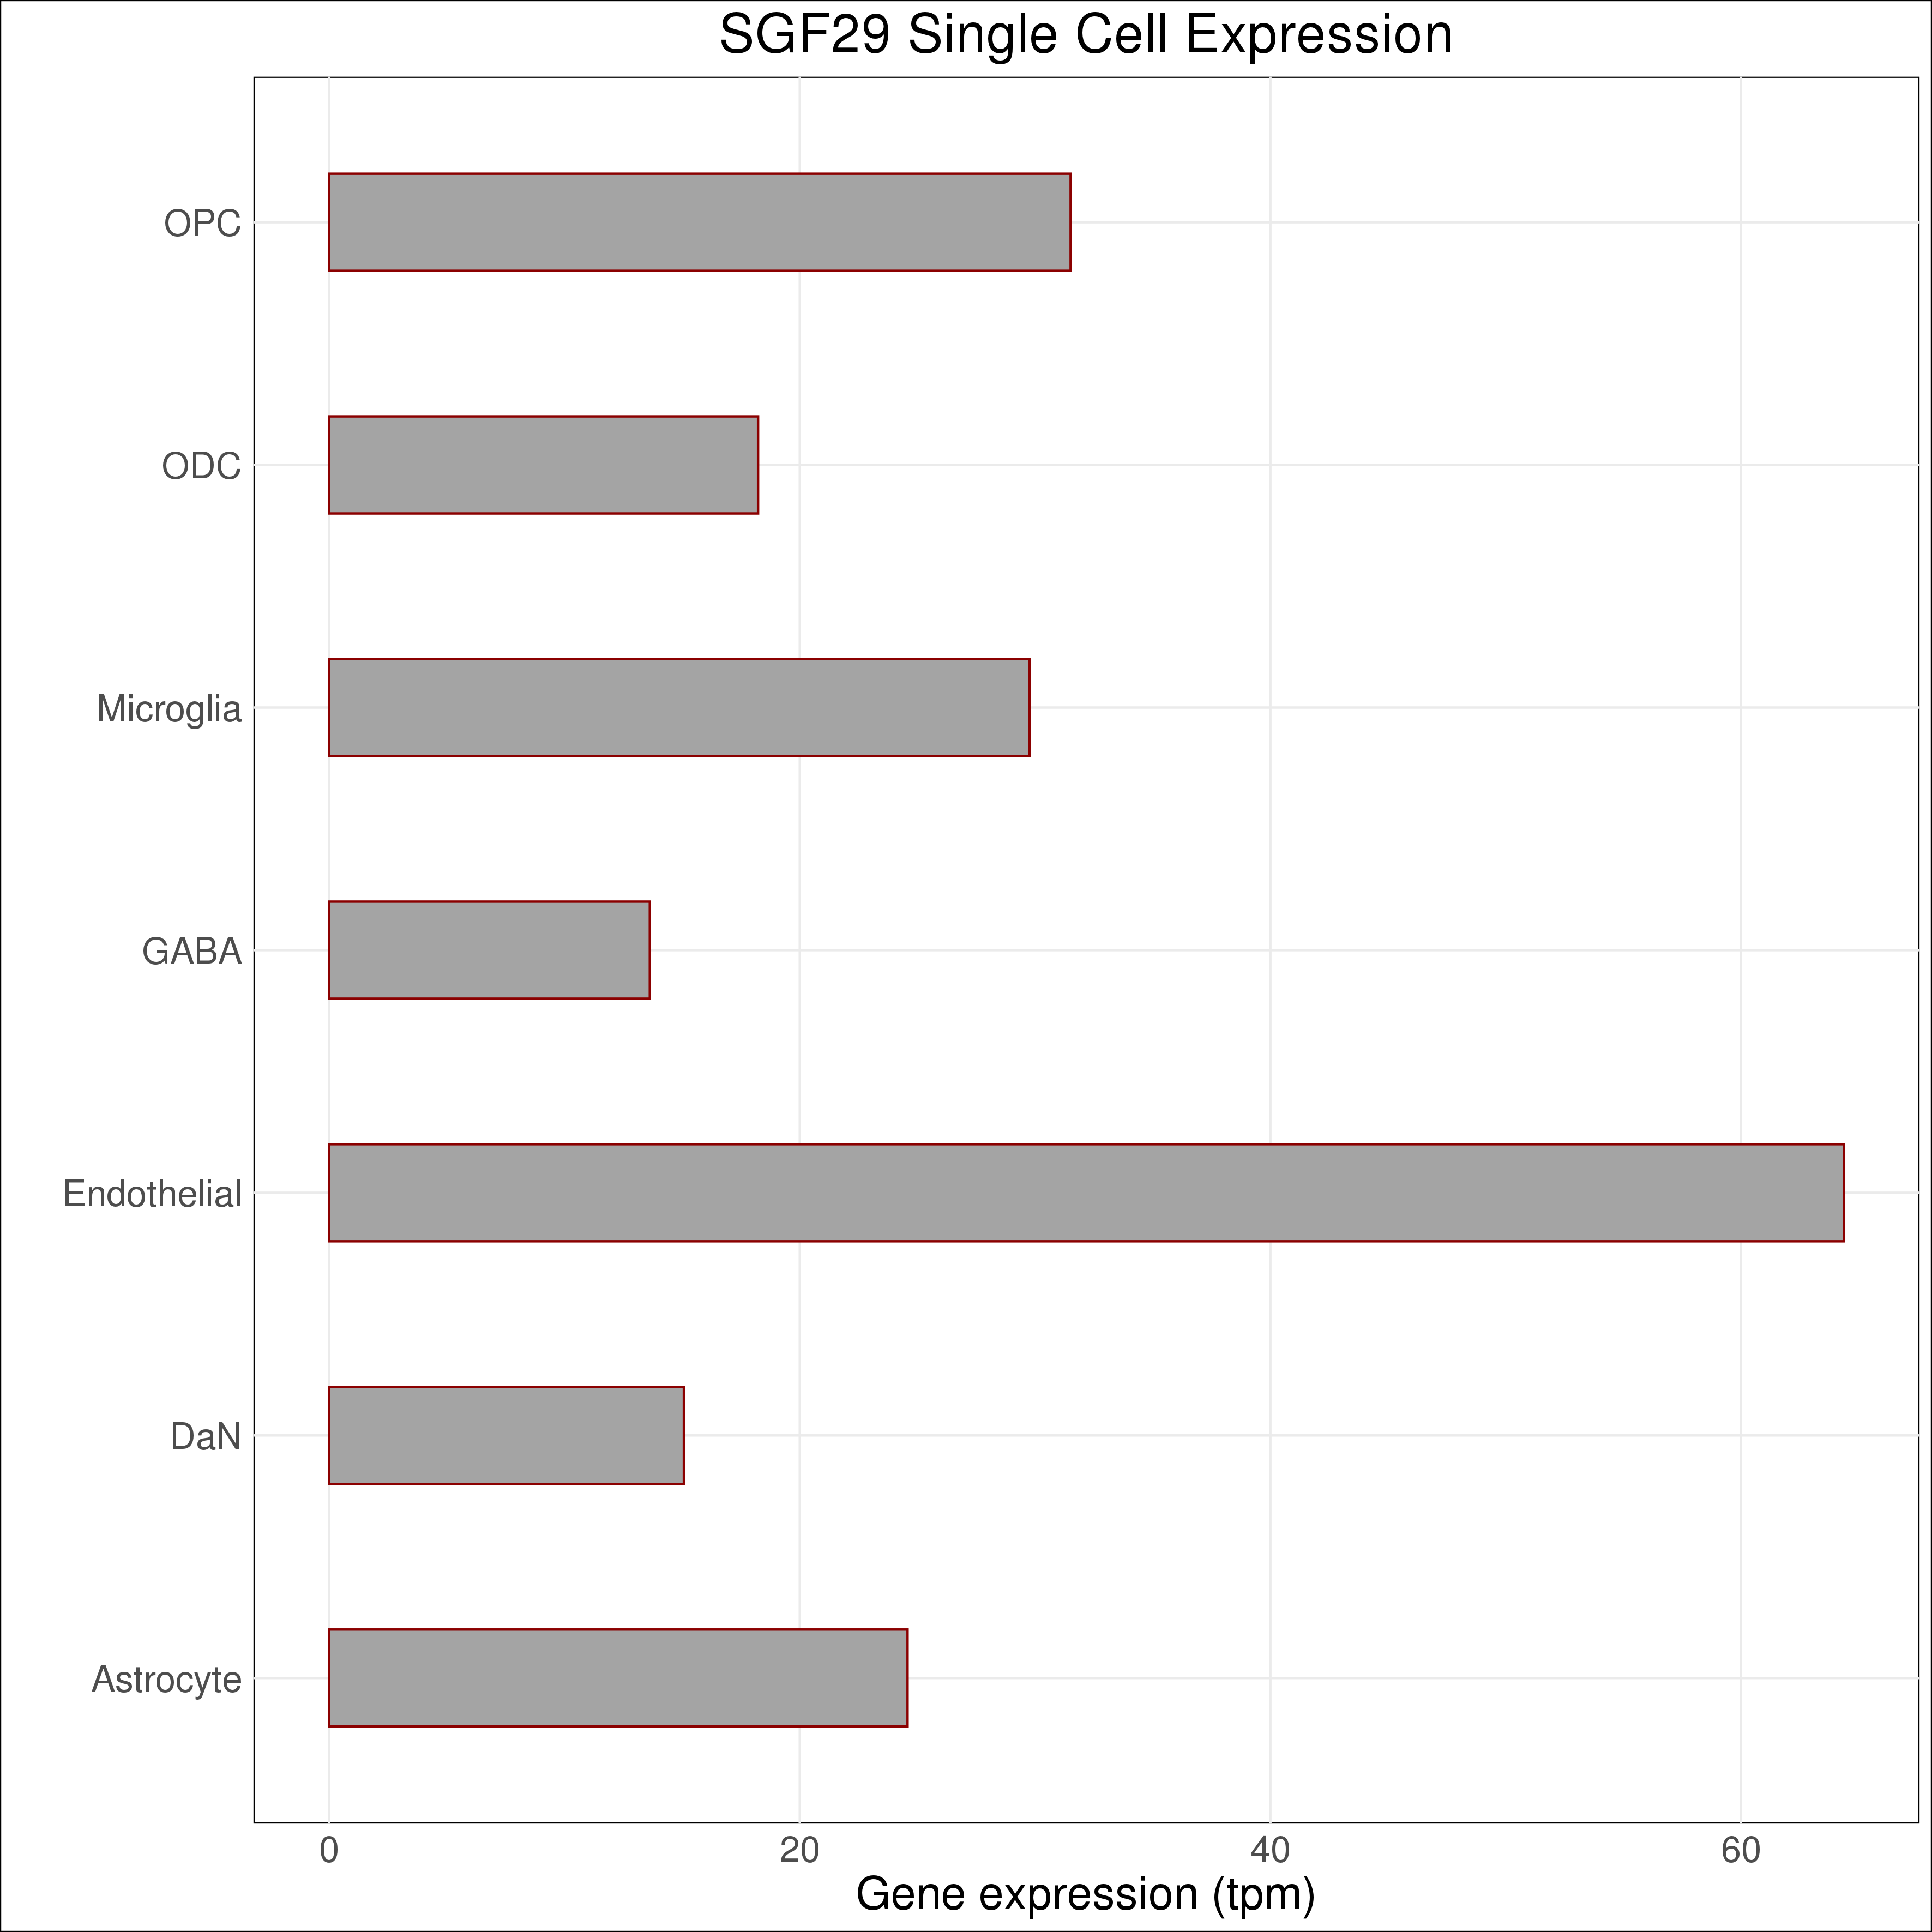 SGF29 Single Cell Expression
OPC
ODC
Microglia
GABA
Endothelial
DaN
Astrocyte
0 20 40 60
Gene expression (tpm)